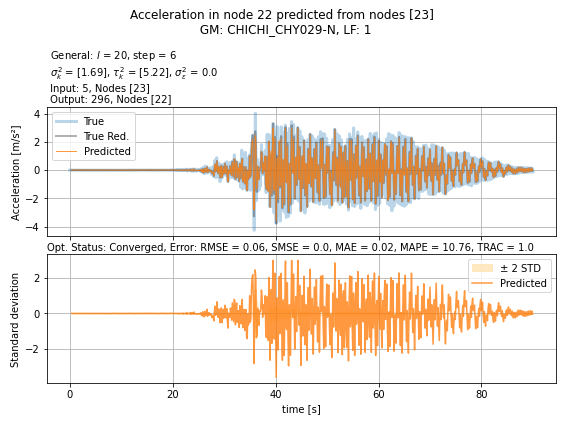 Acceleration in node 22 predicted from nodes [23]
GM: CHICHI_CHY029-N, LF: 1
General: l = 20, step = 6
σ²ₖ = [1.69], τ²ₖ = [5.22], σ²ε = 0.0
Input: 5, Nodes [23]
Output: 296, Nodes [22]
Acceleration [m/s²]
4
2
0
−2
−4
True
True Red.
Predicted
Opt. Status: Converged, Error: RMSE = 0.06, SMSE = 0.0, MAE = 0.02, MAPE = 10.76, TRAC = 1.0
Standard deviation
2
0
−2
± 2 STD
Predicted
0
20
40
60
80
time [s]